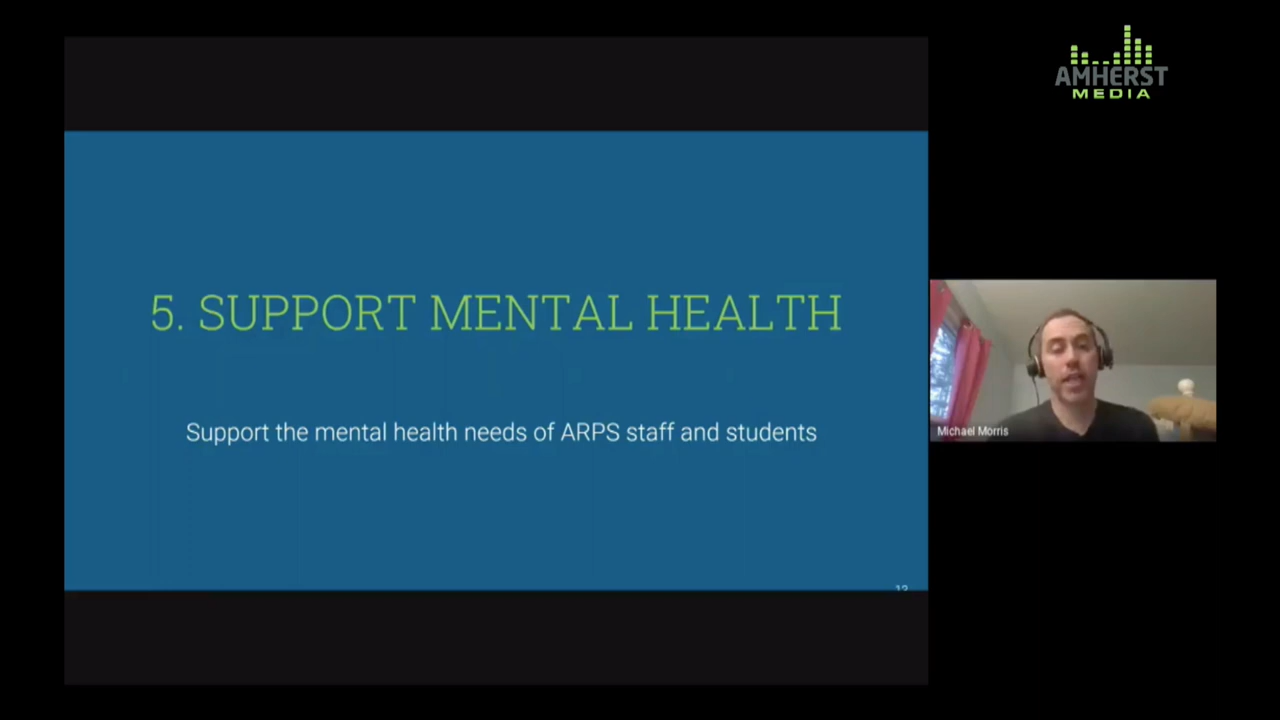 AMHERST
MEDIA
5. SUPPORT MENTAL HEALTH
Support the mental health needs of ARPS staff and students
Michael Morris